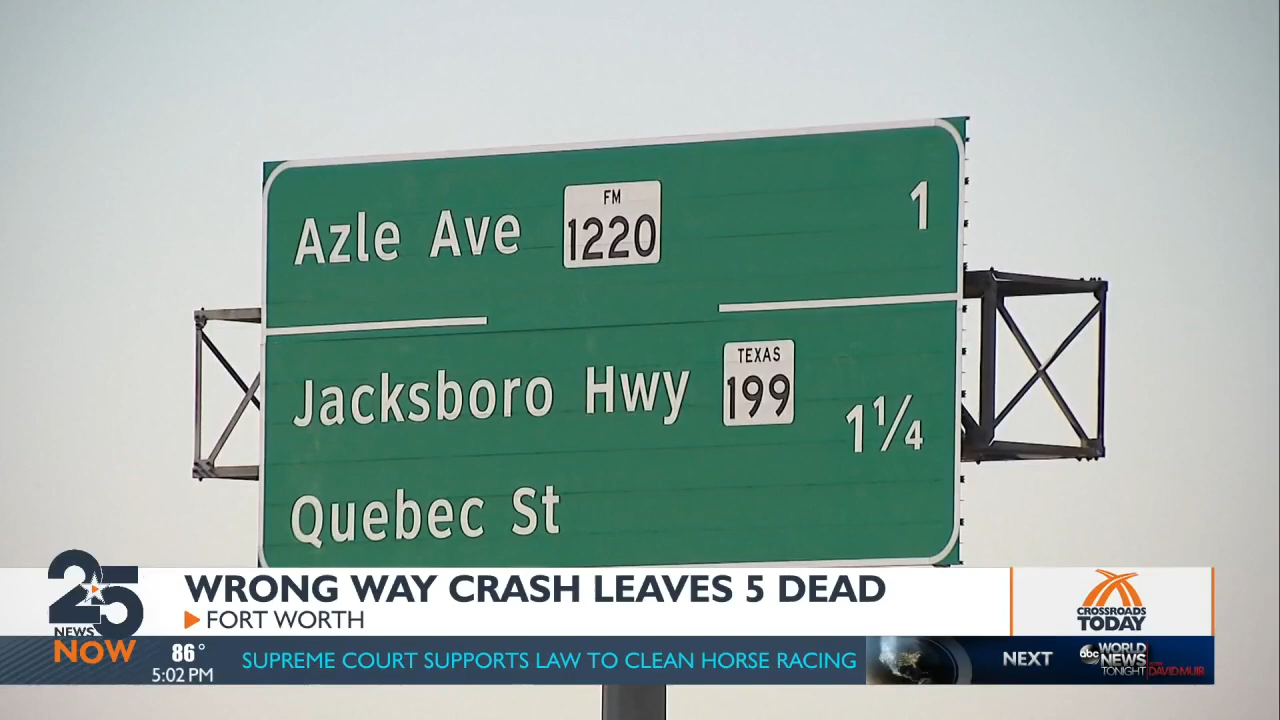 Azle Ave FM 1220 1
Jacksboro Hwy TEXAS 199 1¼
Quebec St
25
NEWS
NOW
WRONG WAY CRASH LEAVES 5 DEAD
FORT WORTH
CROSSROADS
TODAY
86°
5:02 PM
SUPREME COURT SUPPORTS LAW TO CLEAN HORSE RACING
NEXT
abc WORLD
NEWS
TONIGHT
DAVID MUIR